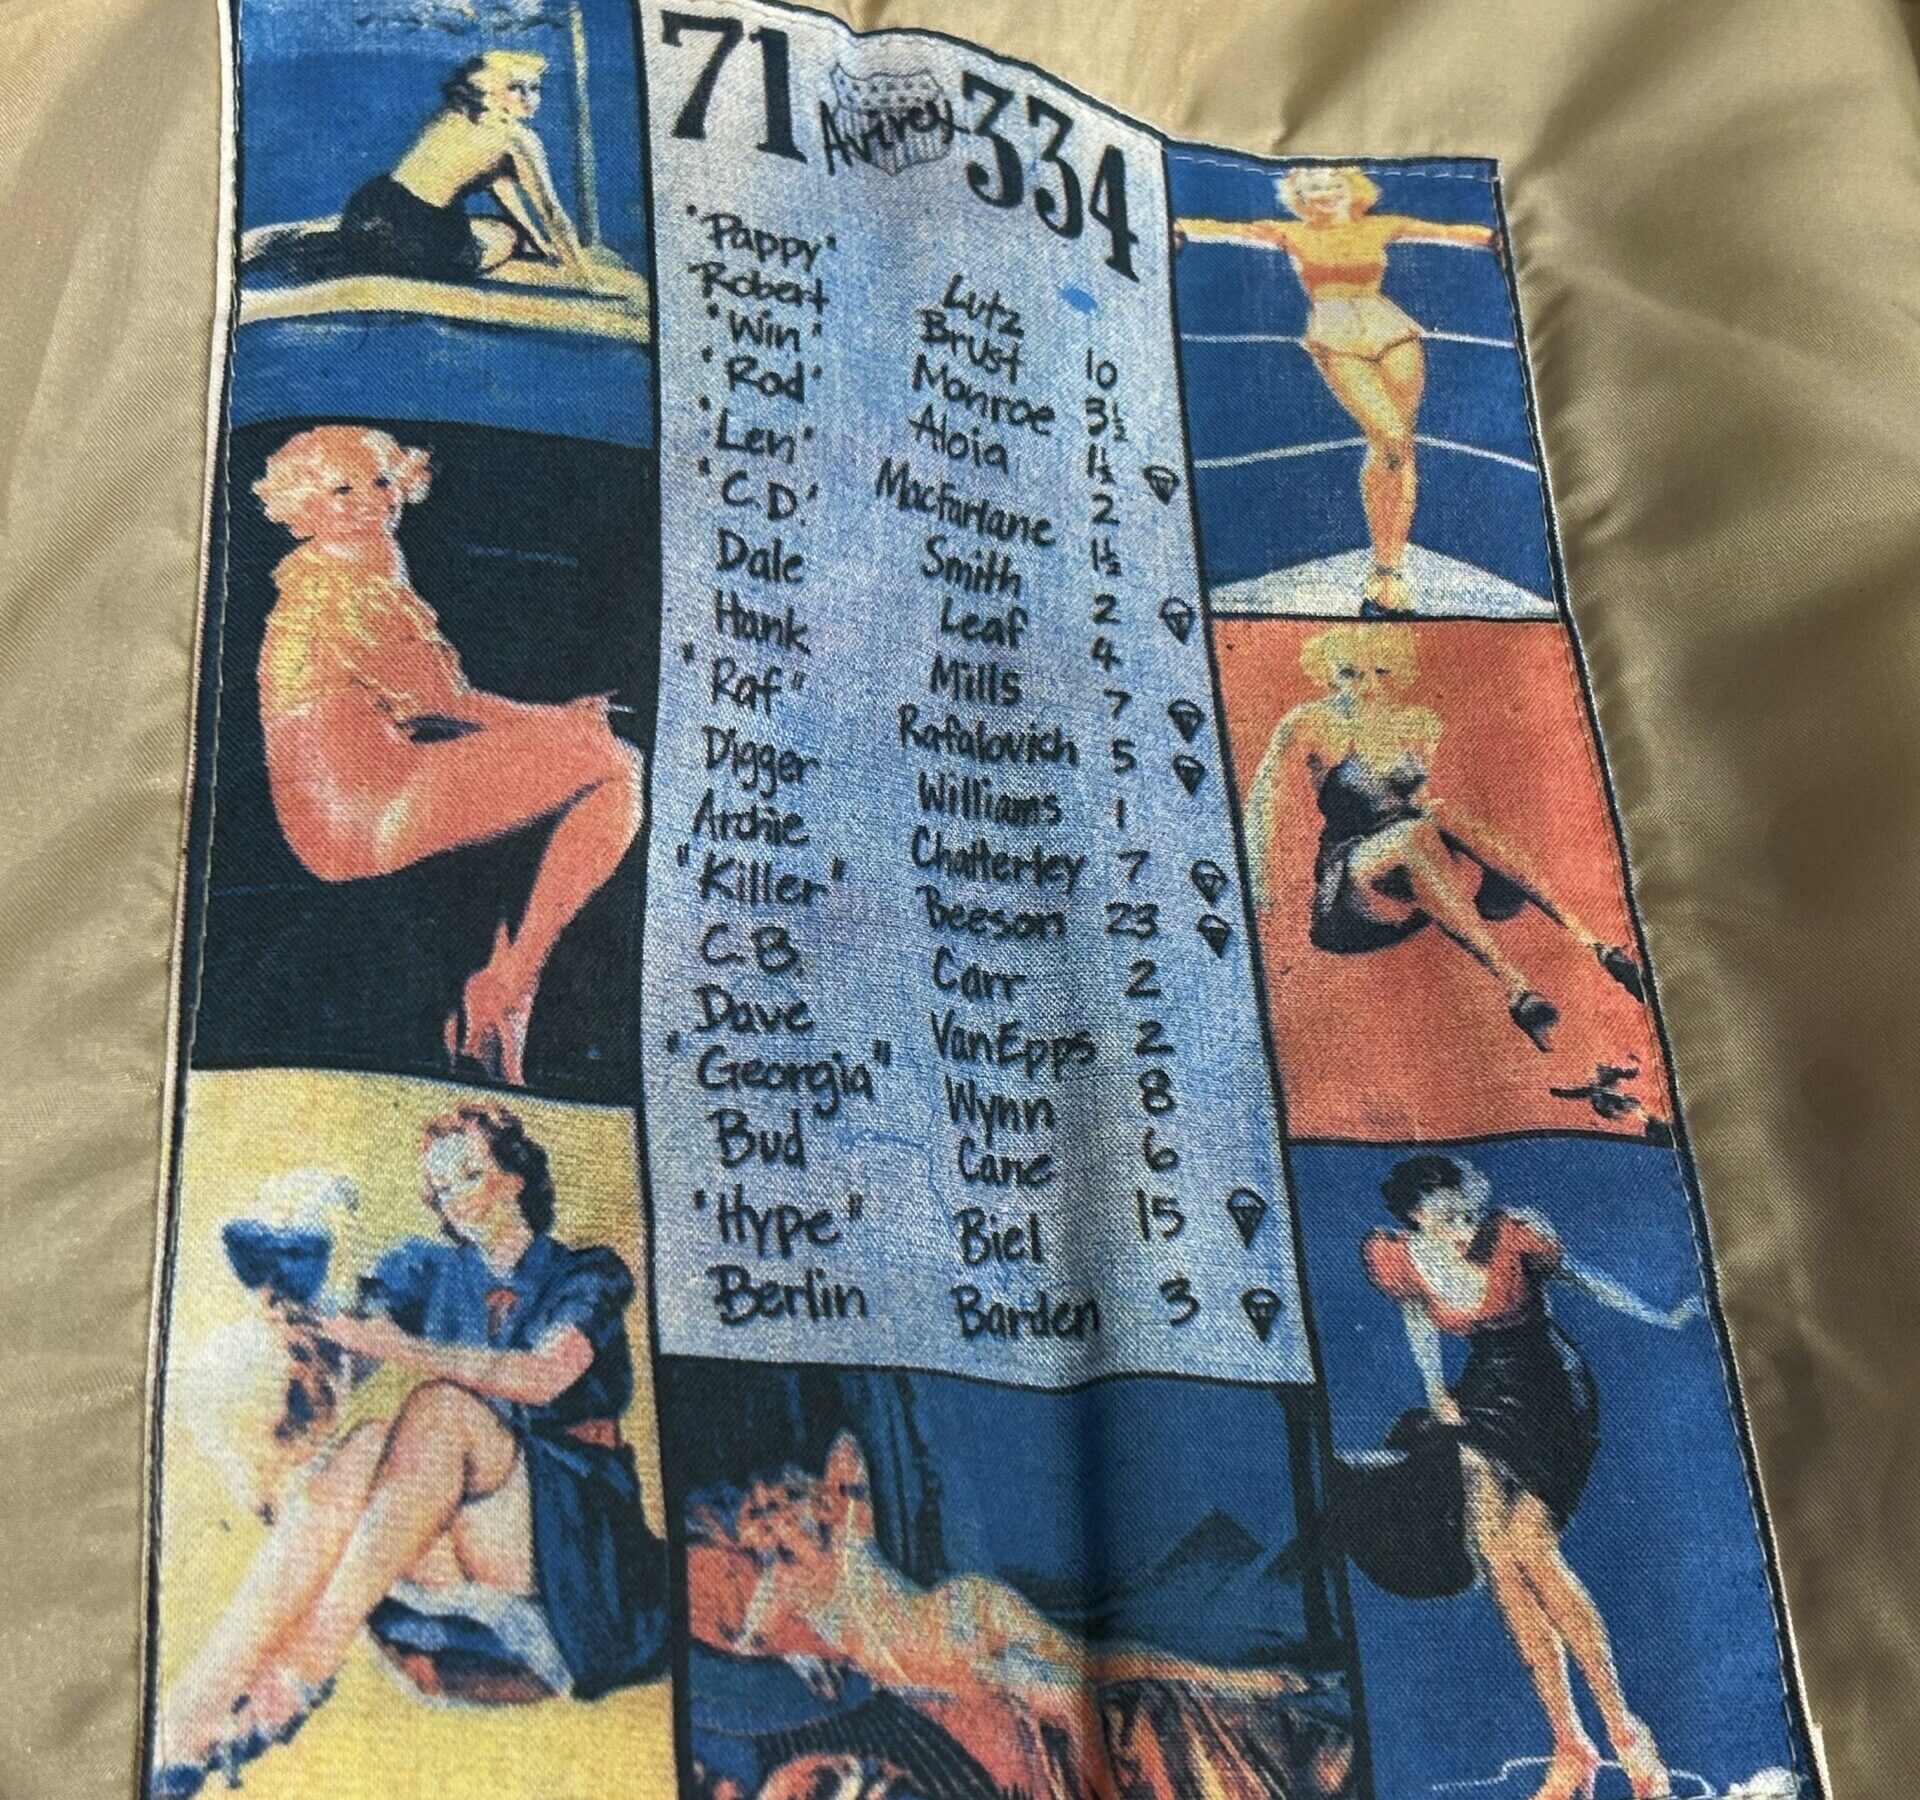 71 Avirex 334
"Pappy" Lutz 10
Robert Brust 3½
"Win" Monroe 1½
"Rod" Aloia 2
"Len" MacFarlane 1½
"C.D." Smith 2
Dale Leaf 4
Hank Mills 7
"Raf" Rafalovich 5
Digger Williams 1
Archie Chatterley 7
"Killer" Beeson 23
C.B. Carr 2
Dave VanEpps 2
"Georgia" Wynn 8
Bud Care 6
"Hype" Biel 15
Berlin Barden 3